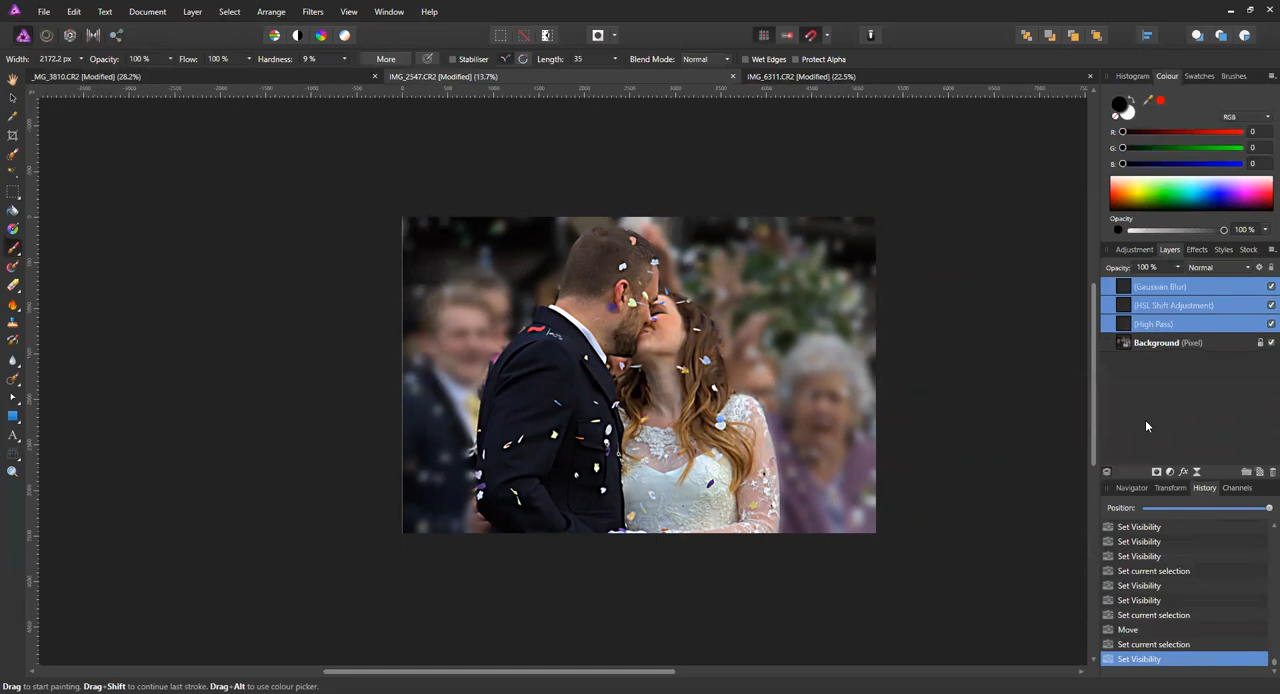 File Edit Text Document Layer Select Arrange Filters View Window Help
Width: 2172.2 px Opacity: 100 % Flow: 100 % Hardness: 9 % More Stabiliser Length: 35 Blend Mode: Normal Wet Edges Protect Alpha
_MG_3810.CR2 [Modified] (28.2%) IMG_2547.CR2 [Modified] (13.7%) IMG_6311.CR2 [Modified] (22.5%)
Histogram Colour Swatches Brushes
RGB
R: 0
G: 0
B: 0
Opacity
100 %
Adjustment Layers Effects Styles Stock
Opacity: 100 % Normal
(Gaussian Blur)
(HSL Shift Adjustment)
(High Pass)
Background (Pixel)
Navigator Transform History Channels
Position:
Set Visibility
Set Visibility
Set Visibility
Set current selection
Set Visibility
Set Visibility
Set current selection
Move
Set current selection
Set Visibility
Drag to start painting. Drag+Shift to continue last stroke. Drag+Alt to use colour picker.